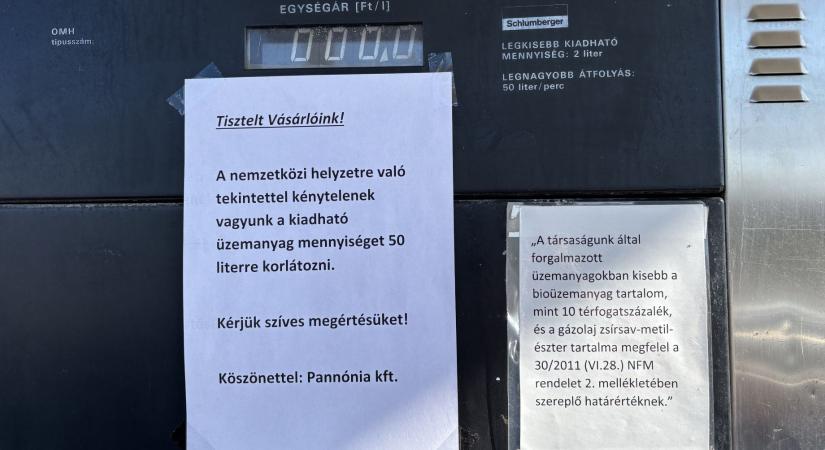 EGYSÉGÁR [Ft/l]
000,0
OMH
típusszám:
Schlumberger
LEGKISEBB KIADHATÓ
MENNYISÉG: 2 liter
LEGNAGYOBB ÁTFOLYÁS:
50 liter/perc
Tisztelt Vásárlóink!
A nemzetközi helyzetre való
tekintettel kénytelenek
vagyunk a kiadható
üzemanyag mennyiséget 50
literre korlátozni.
Kérjük szíves megértésüket!
Köszönettel: Pannónia kft.
„A társaságunk által
forgalmazott
üzemanyagokban kisebb a
bioüzemanyag tartalom,
mint 10 térfogatszázalék,
és a gázolaj zsírsav-metil-
észter tartalma megfelel a
30/2011 (VI.28.) NFM
rendelet 2. mellékletében
szereplő határértéknek.”